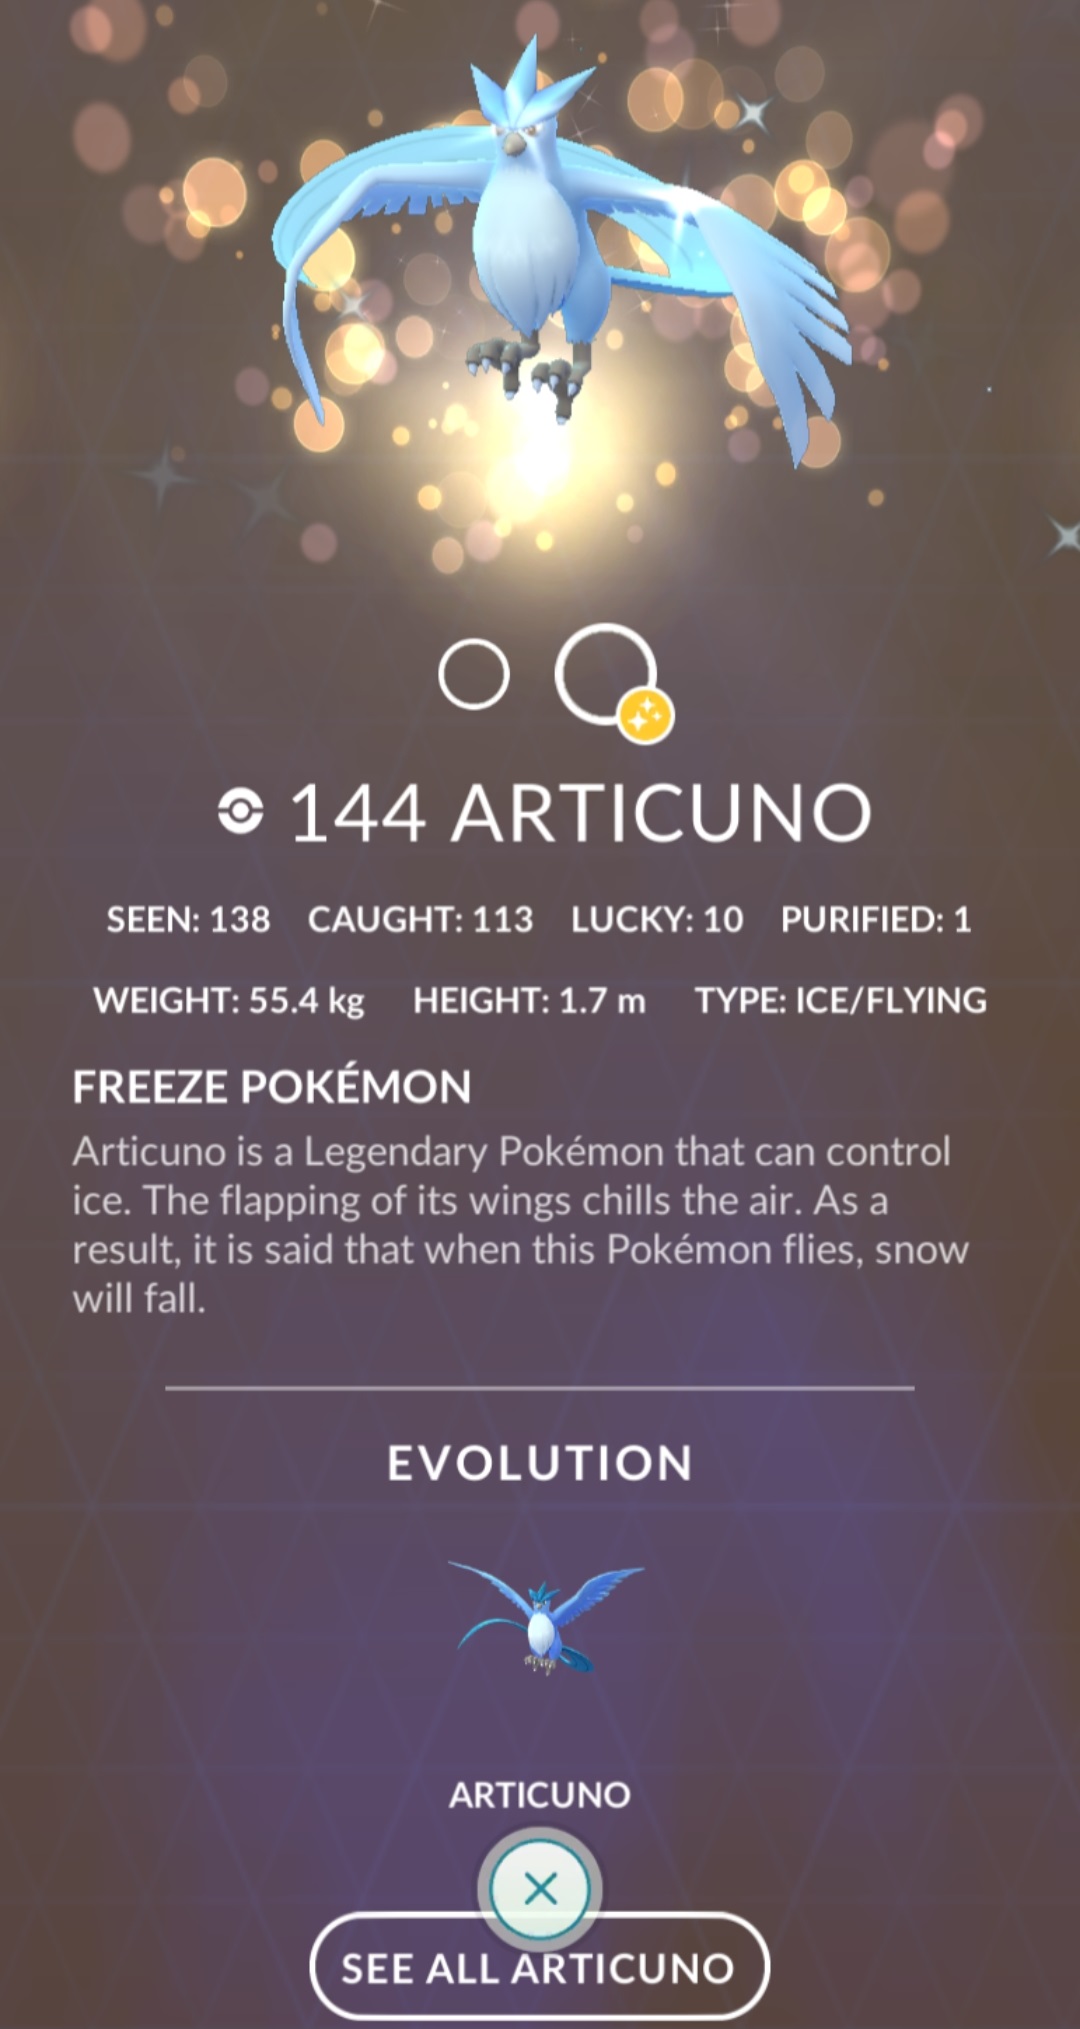 144 ARTICUNO
SEEN: 138 CAUGHT: 113 LUCKY: 10 PURIFIED: 1
WEIGHT: 55.4 kg HEIGHT: 1.7 m TYPE: ICE/FLYING
FREEZE POKÉMON
Articuno is a Legendary Pokémon that can control
ice. The flapping of its wings chills the air. As a
result, it is said that when this Pokémon flies, snow
will fall.
EVOLUTION
ARTICUNO
SEE ALL ARTICUNO